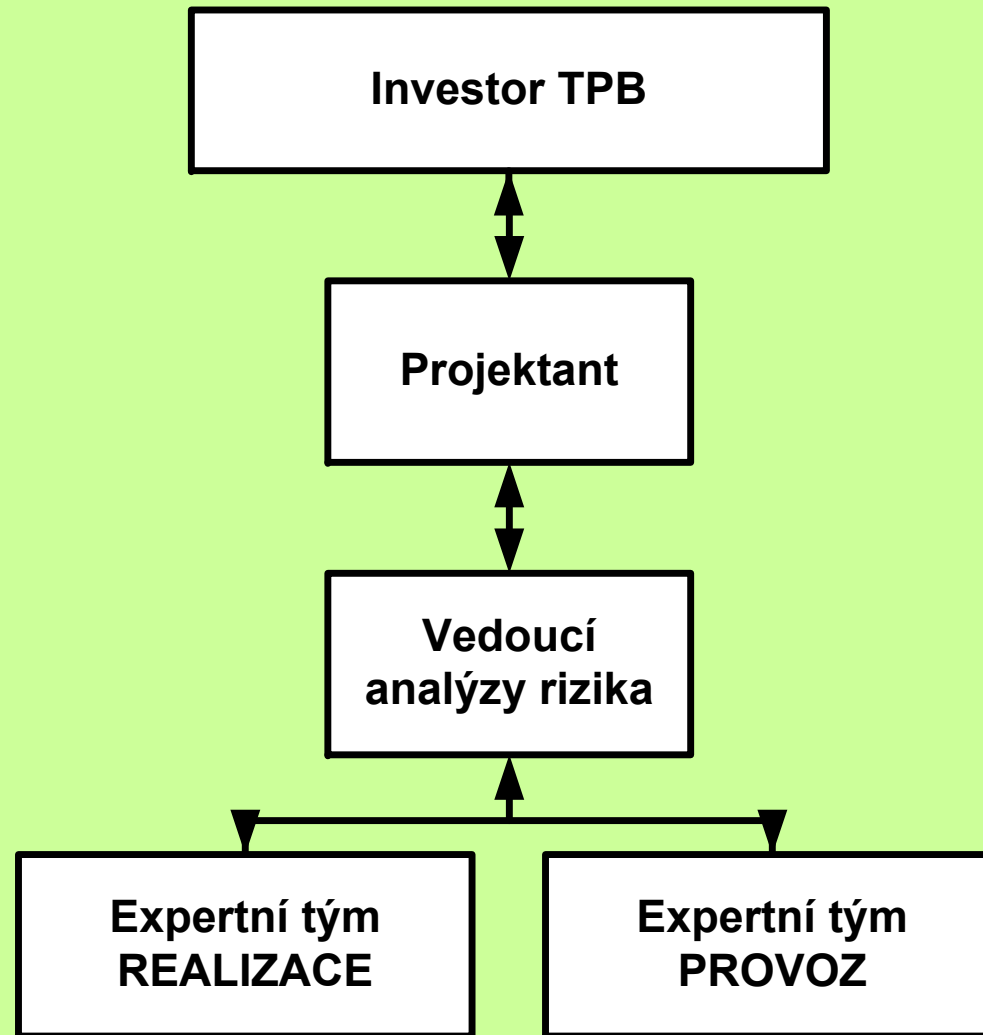 Investor TPB
Projektant
Vedoucí
analýzy rizika
Expertní tým
REALIZACE
Expertní tým
PROVOZ